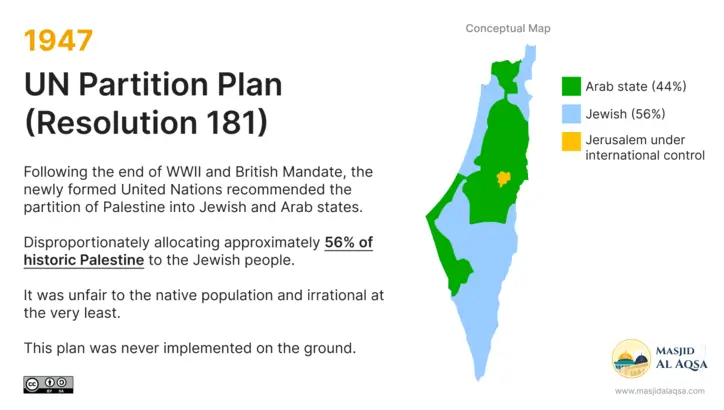 1947
UN Partition Plan
(Resolution 181)
Following the end of WWII and British Mandate, the
newly formed United Nations recommended the
partition of Palestine into Jewish and Arab states.
Disproportionately allocating approximately 56% of
historic Palestine to the Jewish people.
It was unfair to the native population and irrational at
the very least.
This plan was never implemented on the ground.
cc
BY SA
Conceptual Map
Arab state (44%)
Jewish (56%)
Jerusalem under
international control
MASJID
AL AQSA
www.masjidalaqsa.com